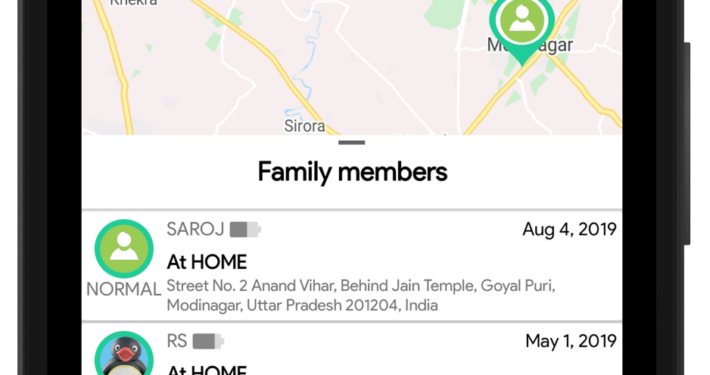 Khekra
Sirora
Family members
SAROJ
Aug 4, 2019
At HOME
NORMAL
Street No. 2 Anand Vihar, Behind Jain Temple, Goyal Puri,
Modinagar, Uttar Pradesh 201204, India
RS
May 1, 2019
At HOME